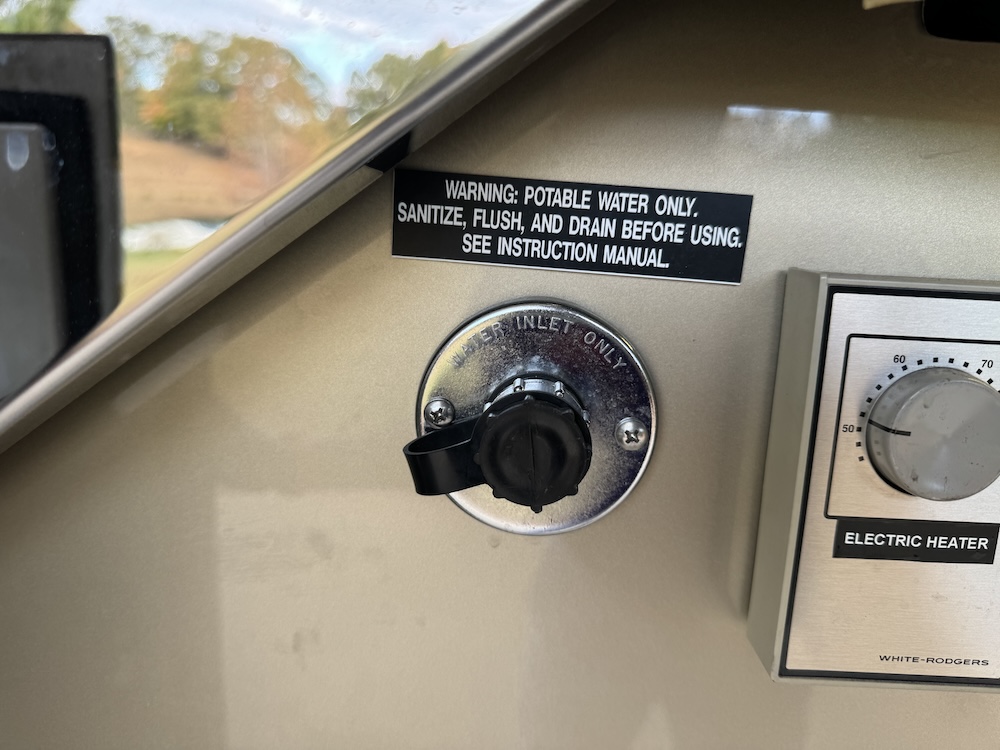 WARNING: POTABLE WATER ONLY.
SANITIZE, FLUSH, AND DRAIN BEFORE USING.
SEE INSTRUCTION MANUAL.
WATER INLET ONLY
60
70
50
ELECTRIC HEATER
WHITE-RODGERS